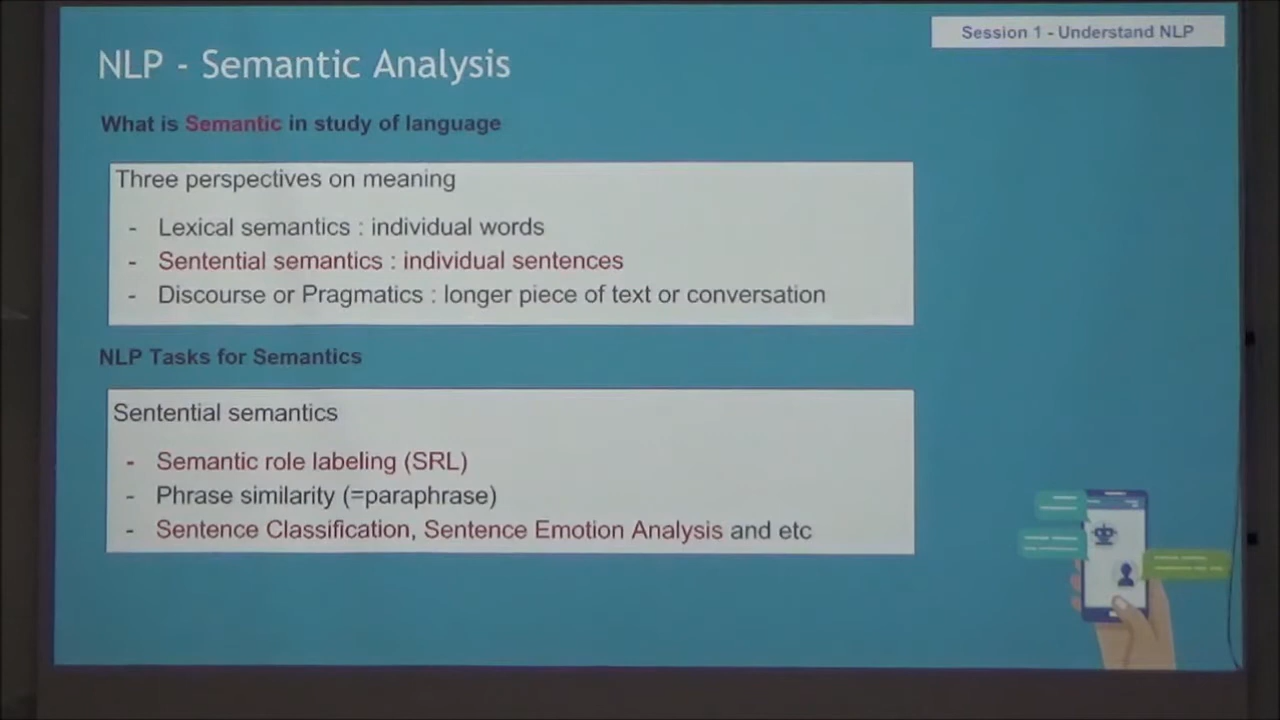 Session 1 - Understand NLP
NLP - Semantic Analysis
What is Semantic in study of language
Three perspectives on meaning
- Lexical semantics : individual words
- Sentential semantics : individual sentences
- Discourse or Pragmatics : longer piece of text or conversation
NLP Tasks for Semantics
Sentential semantics
- Semantic role labeling (SRL)
- Phrase similarity (=paraphrase)
- Sentence Classification, Sentence Emotion Analysis and etc